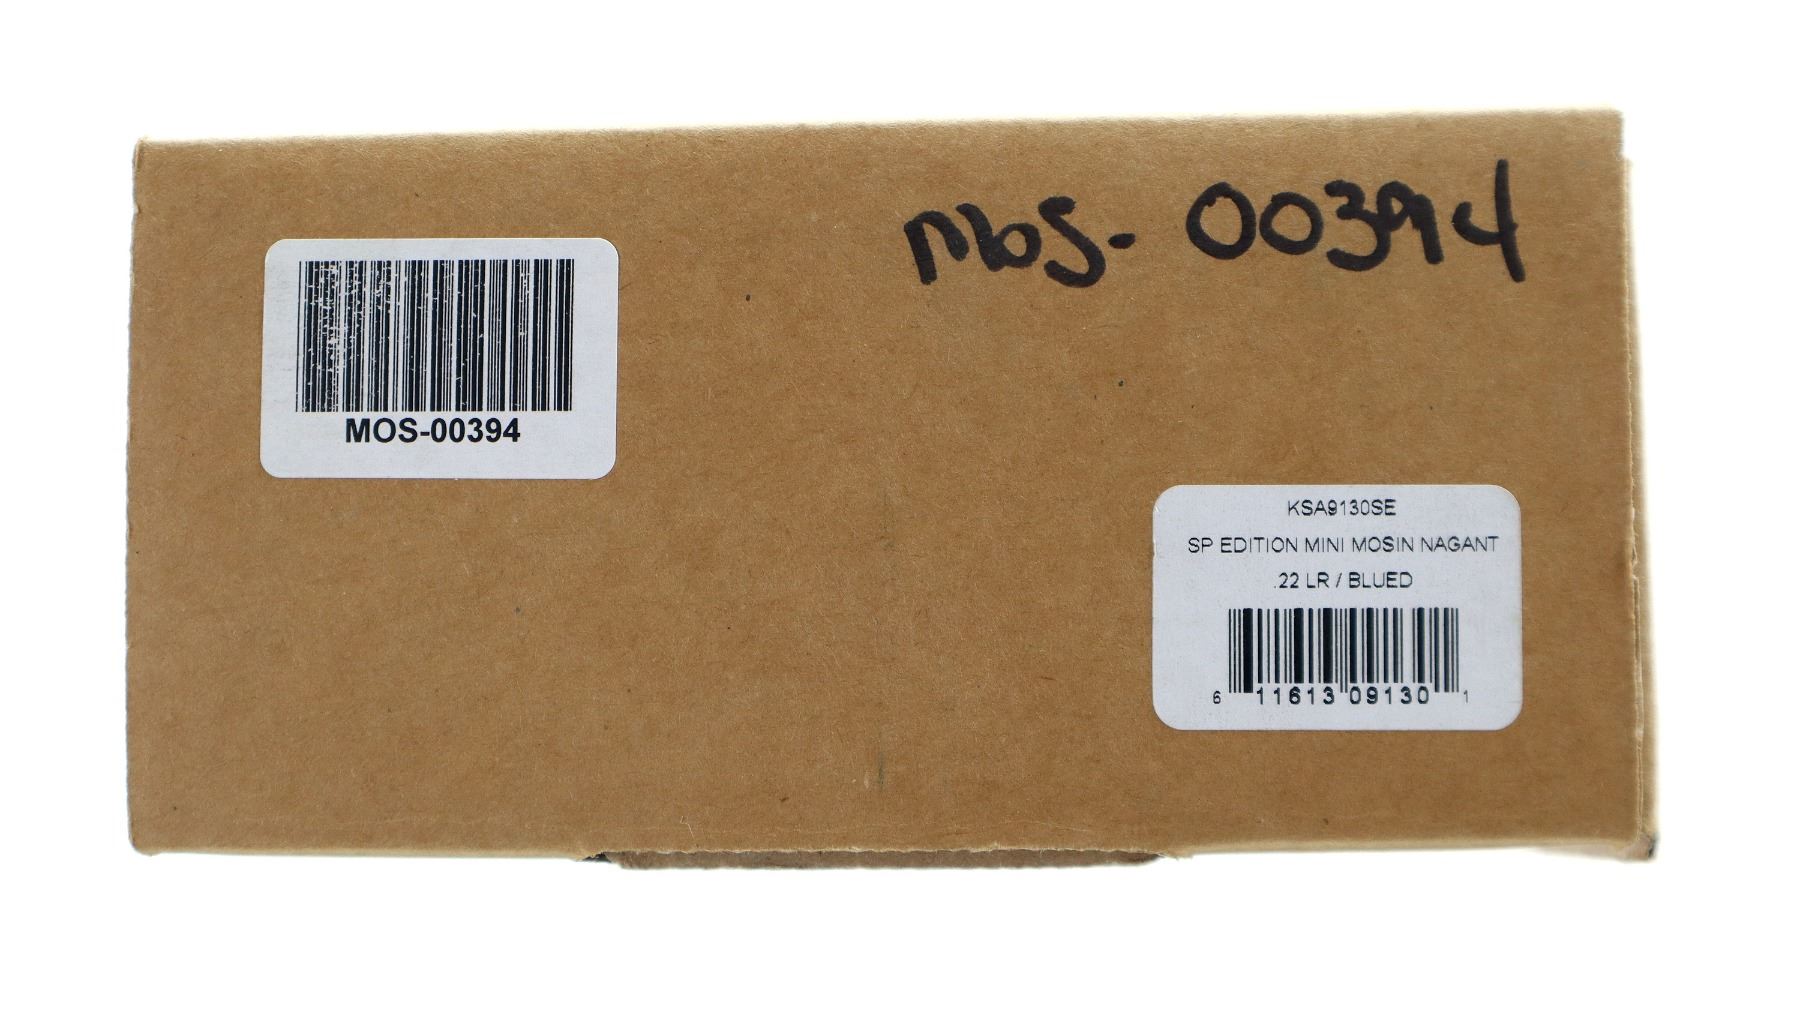 MOS-00394
MOS-00394
KSA9130SE
SP EDITION MINI MOSIN NAGANT
.22 LR / BLUED
6 11613 09130 1